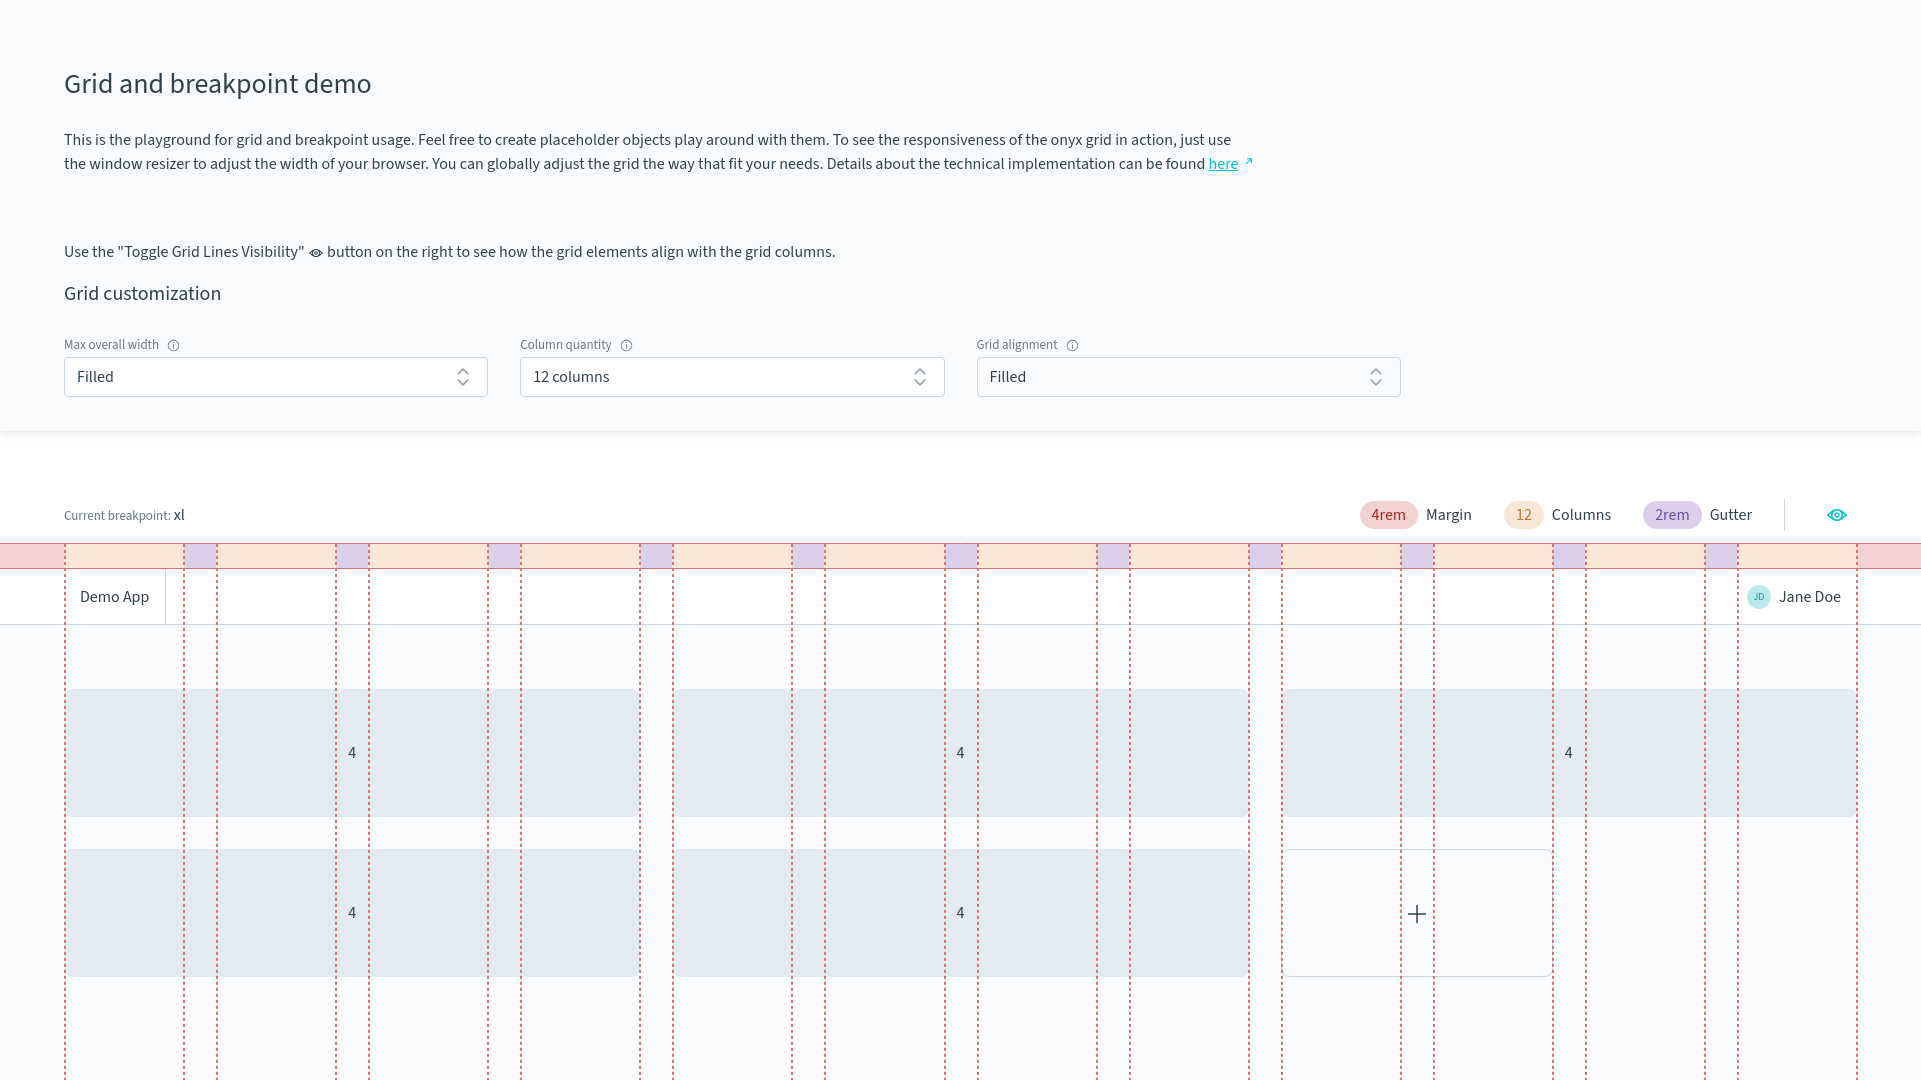 Grid and breakpoint demo
This is the playground for grid and breakpoint usage. Feel free to create placeholder objects play around with them. To see the responsiveness of the onyx grid in action, just use
the window resizer to adjust the width of your browser. You can globally adjust the grid the way that fit your needs. Details about the technical implementation can be found here
Use the "Toggle Grid Lines Visibility" button on the right to see how the grid elements align with the grid columns.
Grid customization
Max overall width Column quantity Grid alignment
Filled 12 columns Filled
Current breakpoint: xl 4rem Margin 12 Columns 2rem Gutter
Demo App JD Jane Doe
4 4 4
4 4